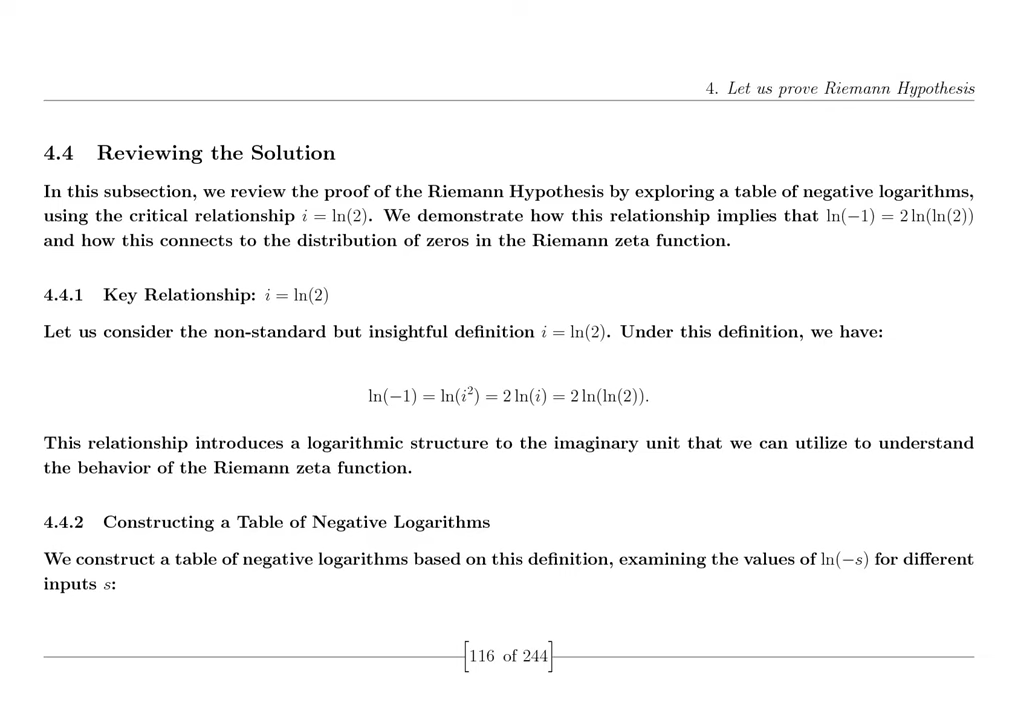 4. Let us prove Riemann Hypothesis
4.4 Reviewing the Solution
In this subsection, we review the proof of the Riemann Hypothesis by exploring a table of negative logarithms,
using the critical relationship i = ln(2). We demonstrate how this relationship implies that ln(−1) = 2 ln(ln(2))
and how this connects to the distribution of zeros in the Riemann zeta function.
4.4.1 Key Relationship: i = ln(2)
Let us consider the non-standard but insightful definition i = ln(2). Under this definition, we have:
ln(−1) = ln(i²) = 2 ln(i) = 2 ln(ln(2)).
This relationship introduces a logarithmic structure to the imaginary unit that we can utilize to understand
the behavior of the Riemann zeta function.
4.4.2 Constructing a Table of Negative Logarithms
We construct a table of negative logarithms based on this definition, examining the values of ln(−s) for different
inputs s:
[116 of 244]